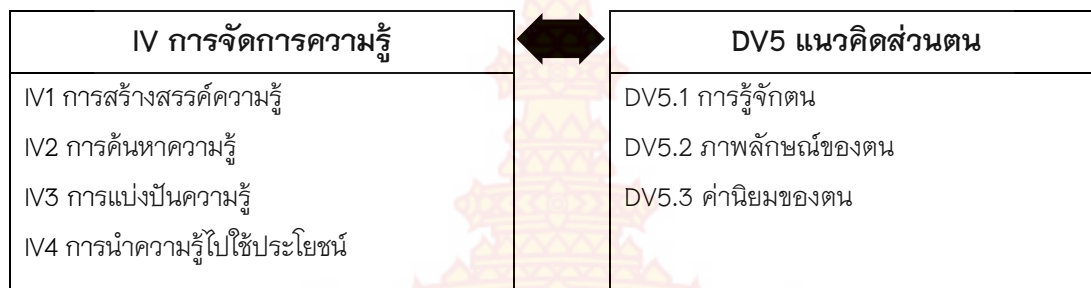 IV การจัดการความรู้
IV1 การสร้างสรรค์ความรู้
IV2 การค้นหาความรู้
IV3 การแบ่งปันความรู้
IV4 การนำความรู้ไปใช้ประโยชน์
DV5 แนวคิดส่วนตน
DV5.1 การรู้จักตน
DV5.2 ภาพลักษณ์ของตน
DV5.3 ค่านิยมของตน